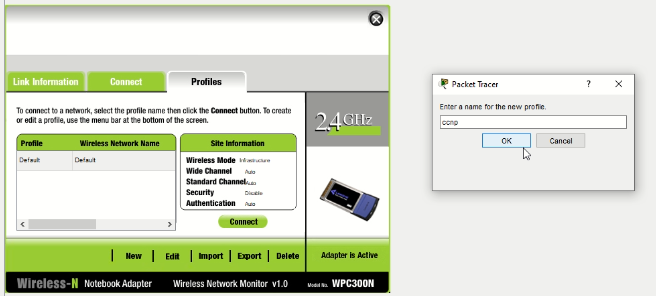 Link Information Connect Profiles
To connect to a network, select the profile name then click the Connect button. To create
or edit a profile, use the menu bar at the bottom of the screen.
Profile Wireless Network Name
Default Default
Site Information
Wireless Mode Infrastructure
Wide Channel Auto
Standard Channel Auto
Security Disable
Authentication Auto
Connect
2.4GHz
New Edit Import Export Delete
Adapter is Active
Wireless-N Notebook Adapter Wireless Network Monitor v1.0 Model No. WPC300N
Packet Tracer
Enter a name for the new profile.
ccnp
OK Cancel